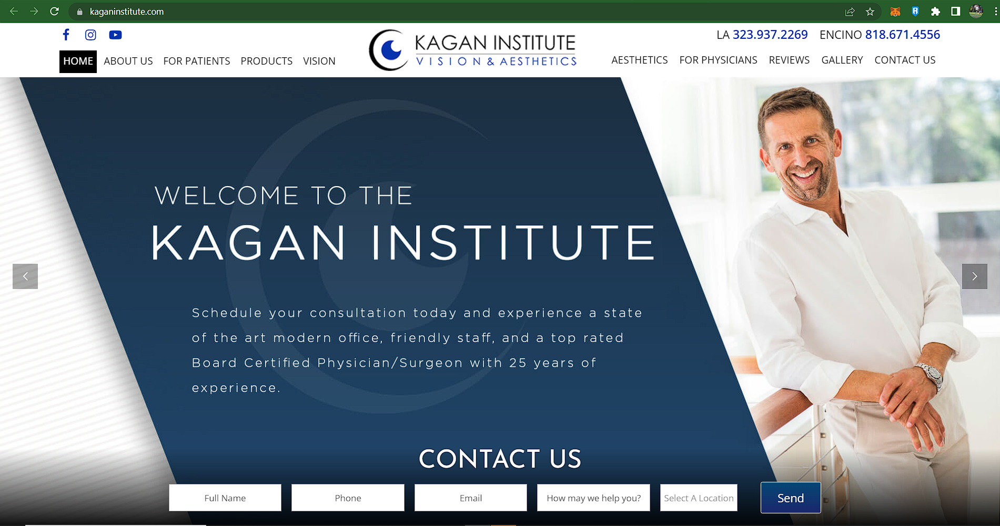 kaganinstitute.com
LA 323.937.2269 ENCINO 818.671.4556
KAGAN INSTITUTE
VISION & AESTHETICS
HOME ABOUT US FOR PATIENTS PRODUCTS VISION
AESTHETICS FOR PHYSICIANS REVIEWS GALLERY CONTACT US
WELCOME TO THE
KAGAN INSTITUTE
Schedule your consultation today and experience a state
of the art modern office, friendly staff, and a top rated
Board Certified Physician/Surgeon with 25 years of
experience.
CONTACT US
Full Name Phone Email How may we help you? Select A Location Send